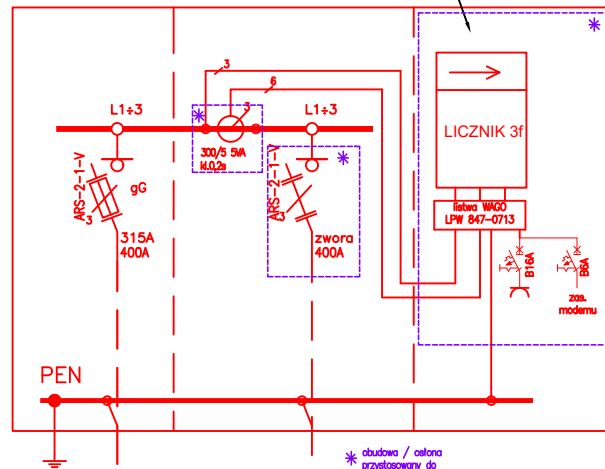 3
6
L1÷3
L1÷3
*
*
*
3
300/5 5VA
kl.0,2s
ARS-2-1-V
3
gG
315A
400A
ARS-2-1-V
3
zwora
400A
LICZNIK 3f
listwa WAGO
LPW 847-0713
B16A
B6A
zas.
modemu
PEN
* obudowa / osłona
przystosowany do